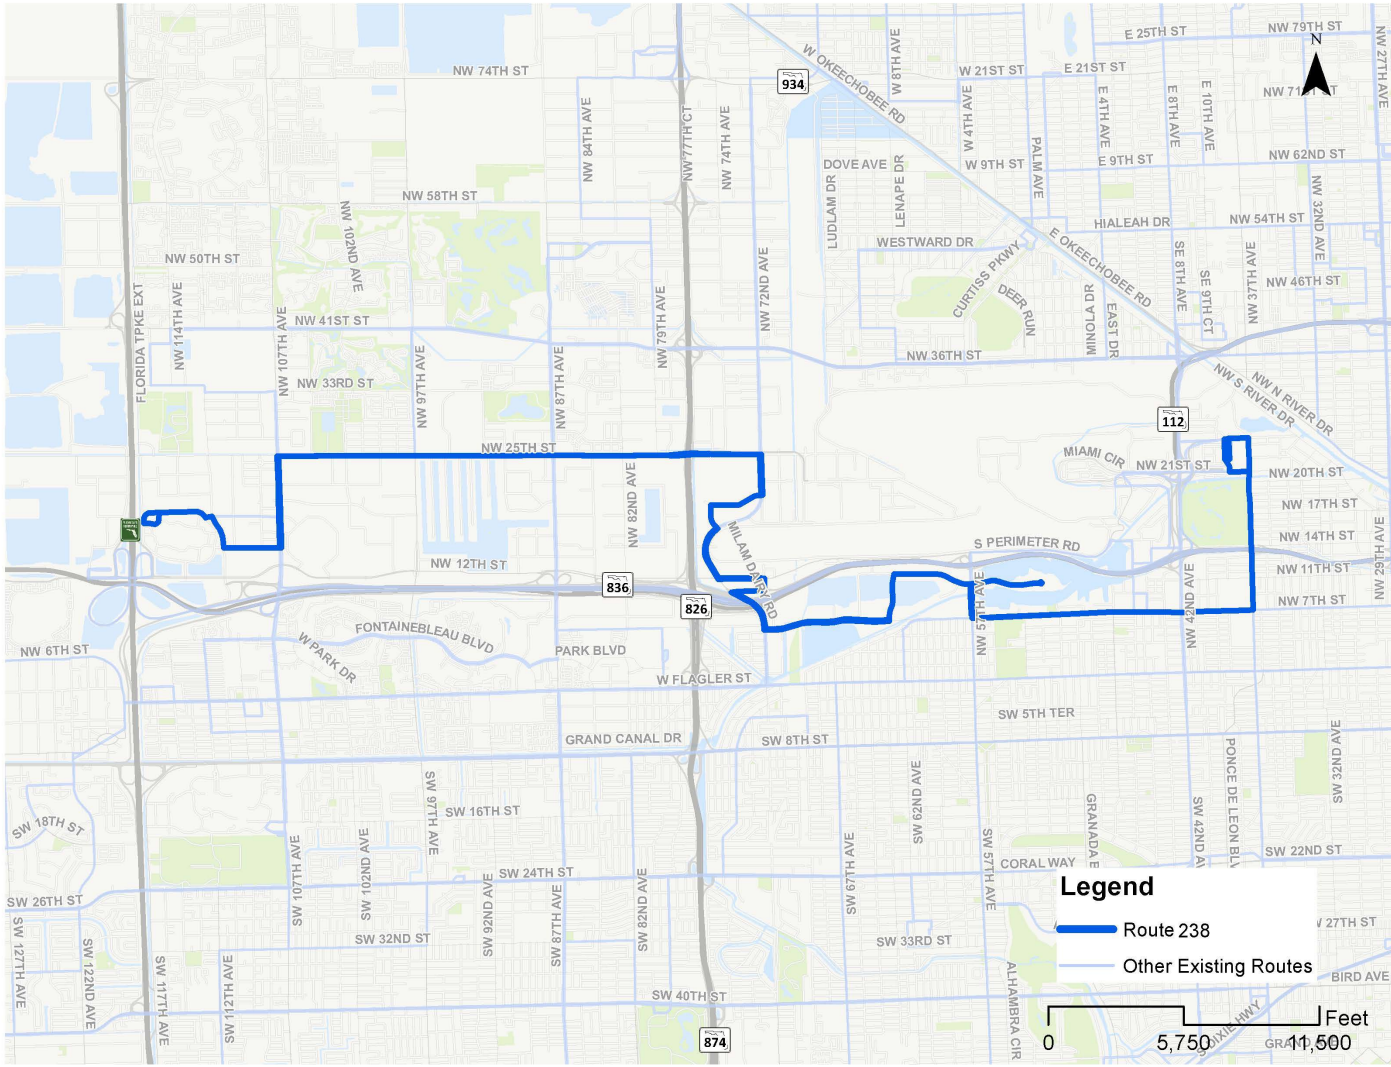 E 25TH ST
NW 79TH ST
N
NW 27TH AVE
W OKEECHOBEE RD
W 8TH AVE
NW 74TH ST
934
W 21ST ST
E 21ST ST
W 4TH AVE
E 4TH AVE
E 8TH AVE
E 10TH AVE
NW 84TH AVE
NW 77TH CT
NW 74TH AVE
PALM AVE
DOVE AVE
LENAPE DR
W 9TH ST
E 9TH ST
NW 62ND ST
LUDLAM DR
NW 32ND AVE
NW 58TH ST
NW 102ND AVE
HIALEAH DR
NW 54TH ST
WESTWARD DR
CURTISS PKWY
E OKEECHOBEE RD
SE 8TH AVE
SE 9TH CT
NW 37TH AVE
NW 50TH ST
NW 72ND AVE
NW 46TH ST
FLORIDA TPKE EXT
NW 114TH AVE
NW 107TH AVE
NW 41ST ST
NW 79TH AVE
DEER RUN
MINOLA DR
EAST DR
NW 36TH ST
NW 97TH AVE
NW 87TH AVE
NW 33RD ST
NW N RIVER DR
NW S RIVER DR
112
NW 25TH ST
MIAMI CIR
NW 21ST ST
NW 20TH ST
NW 82ND AVE
NW 17TH ST
MILAM DAIRY RD
NW 14TH ST
NW 29TH AVE
S PERIMETER RD
NW 12TH ST
NW 11TH ST
836
826
NW 57TH AVE
NW 42ND AVE
NW 7TH ST
FONTAINEBLEAU BLVD
W PARK DR
PARK BLVD
NW 6TH ST
W FLAGLER ST
SW 5TH TER
GRAND CANAL DR
SW 8TH ST
SW 32ND AVE
PONCE DE LEON BLV
SW 62ND AVE
SW 97TH AVE
SW 16TH ST
GRANADA B
SW 42ND AV
SW 18TH ST
SW 107TH AVE
SW 102ND AVE
SW 67TH AVE
SW 57TH AVE
SW 22ND ST
CORAL WAY
SW 24TH ST
SW 26TH ST
SW 92ND AVE
SW 87TH AVE
SW 82ND AVE
Legend
Route 238
Other Existing Routes
27TH ST
SW 127TH AVE
SW 122ND AVE
SW 117TH AVE
SW 112TH AVE
SW 32ND ST
SW 33RD ST
ALHAMBRA CIR
BIRD AVE
SW 40TH ST
S DIXIE HWY
874
Feet
0
5,750
11,500